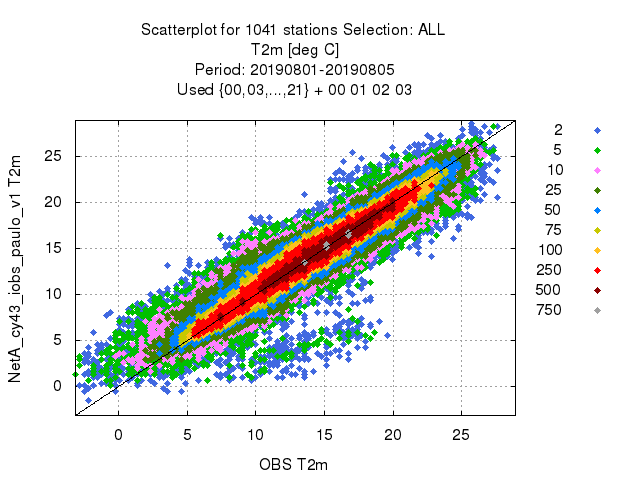 Scatterplot for 1041 stations Selection: ALL
T2m [deg C]
Period: 20190801-20190805
Used {00,03,...,21} + 00 01 02 03
NetA_cy43_iobs_paulo_v1 T2m
25
20
15
10
5
0
0 5 10 15 20 25
OBS T2m
2
5
10
25
50
75
100
250
500
750